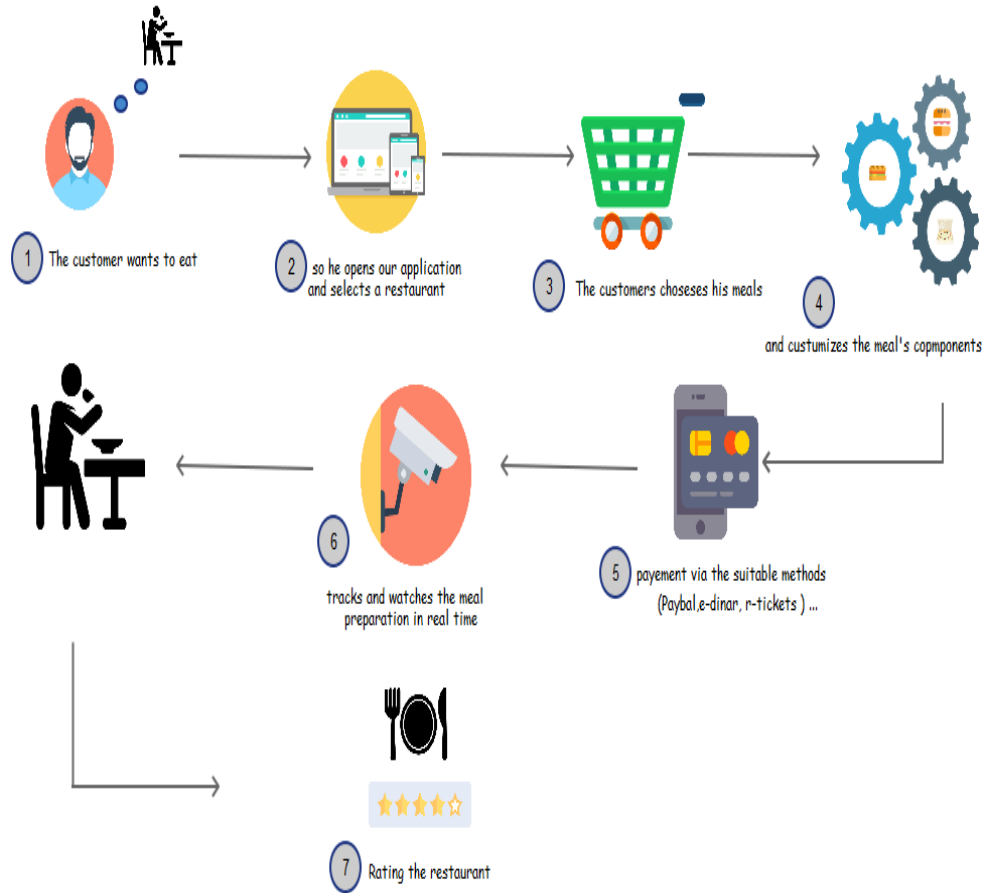 1 The customer wants to eat
2 so he opens our application
and selects a restaurant
3 The customers choseses his meals
4
and custumizes the meal's copmponents
5 payement via the suitable methods
(Paybal,e-dinar, r-tickets ) ...
6
tracks and watches the meal
preparation in real time
7 Rating the restaurant